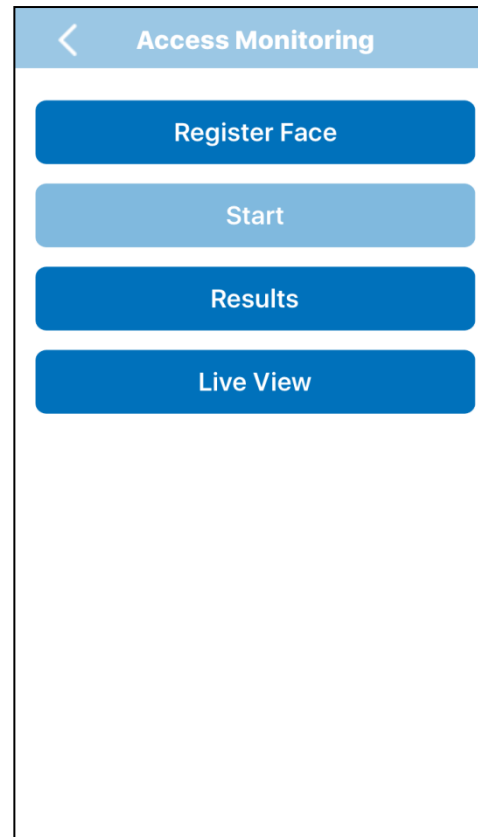 Access Monitoring
Register Face
Start
Results
Live View